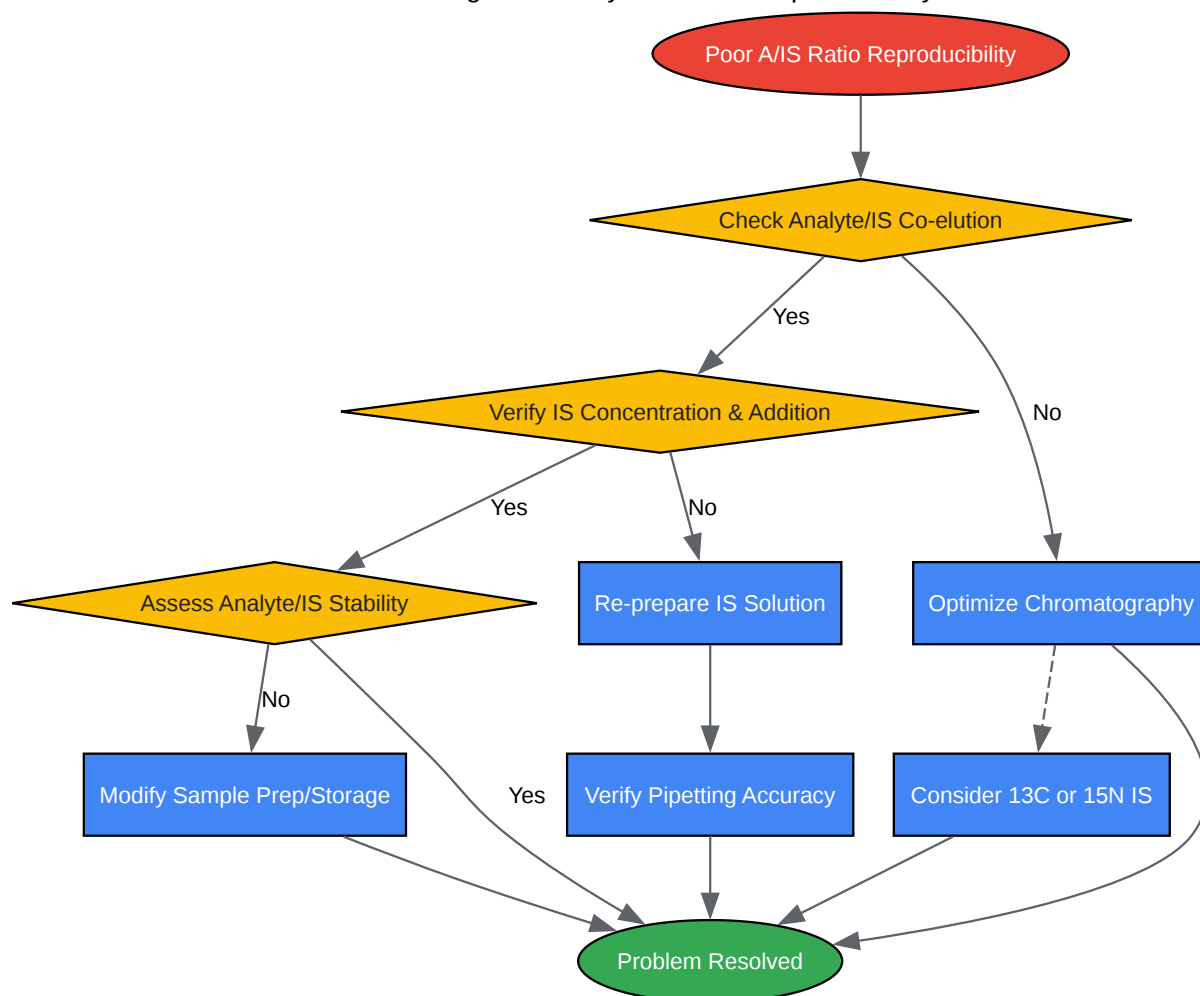 Poor A/IS Ratio Reproducibility
Check Analyte/IS Co-elution
Yes
Verify IS Concentration & Addition
No
Yes
No
Assess Analyte/IS Stability
Re-prepare IS Solution
Optimize Chromatography
No
Modify Sample Prep/Storage
Yes
Verify Pipetting Accuracy
Consider 13C or 15N IS
Problem Resolved